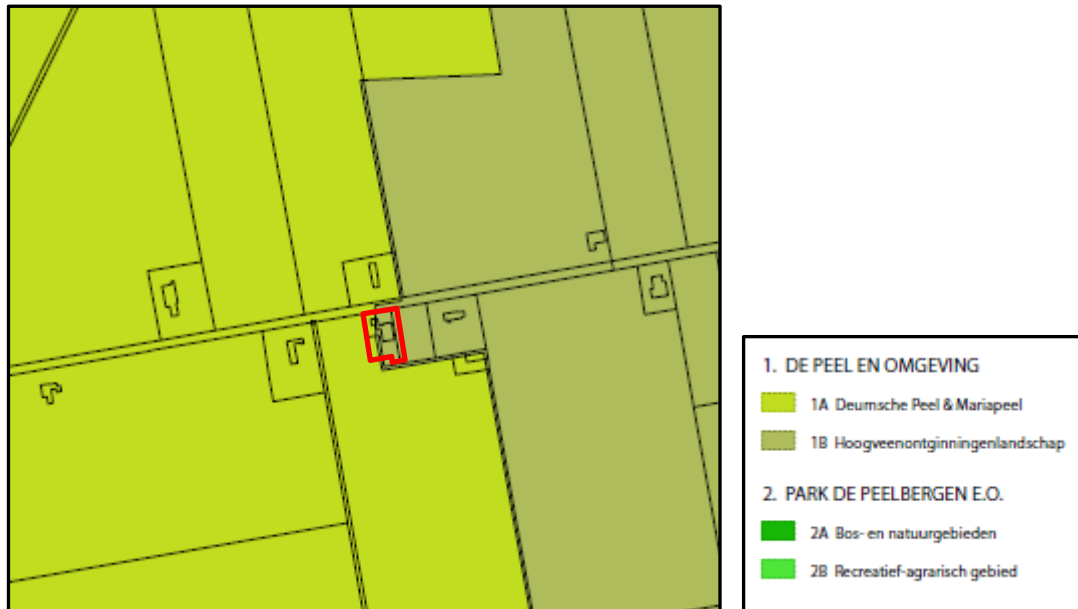 1. DE PEEL EN OMGEVING
1A Deurnsche Peel & Mariapeel
1B Hoogveenontginningenlandschap
2. PARK DE PEELBERGEN E.O.
2A Bos- en natuurgebieden
2B Recreatief-agrarisch gebied